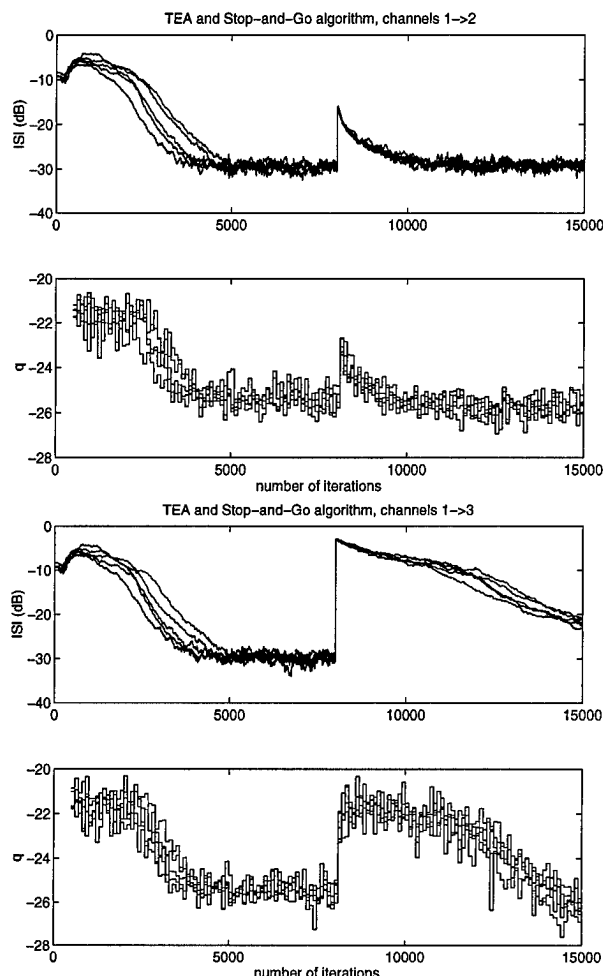 TEA and Stop-and-Go algorithm, channels 1->2
0
-10
-20
-30
-40
ISI (dB)
0 5000 10000 15000
-20
-22
-24
-26
-28
q
0 5000 10000 15000
number of iterations
TEA and Stop-and-Go algorithm, channels 1->3
0
-10
-20
-30
-40
ISI (dB)
0 5000 10000 15000
-20
-22
-24
-26
-28
q
0 5000 10000 15000
number of iterations